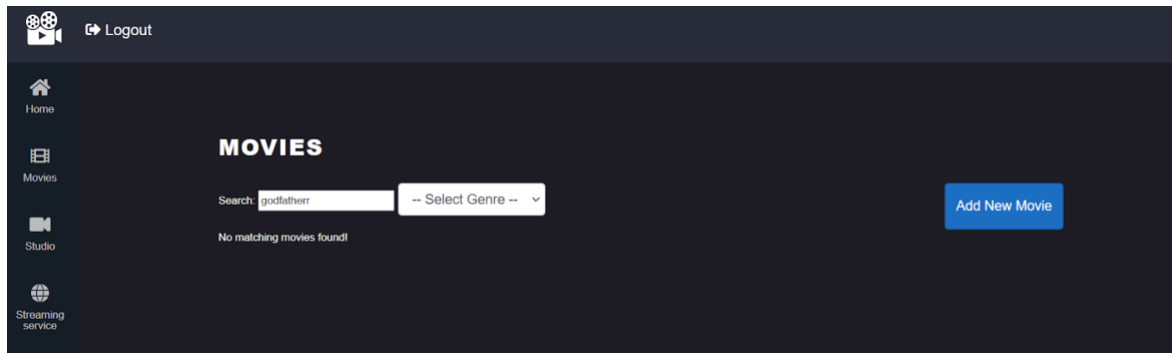 Logout
Home
Movies
Studio
Streaming
service
MOVIES
Search: godfatherr -- Select Genre --
Add New Movie
No matching movies found!